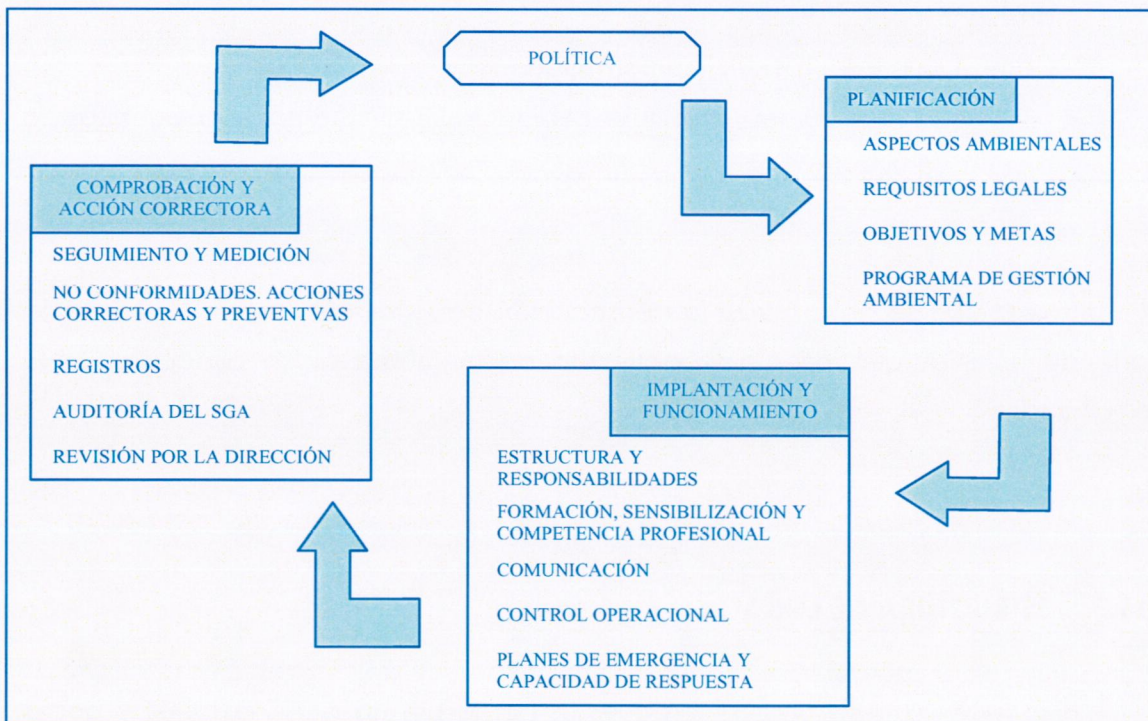 POLÍTICA
PLANIFICACIÓN
ASPECTOS AMBIENTALES
REQUISITOS LEGALES
OBJETIVOS Y METAS
PROGRAMA DE GESTIÓN
AMBIENTAL
IMPLANTACIÓN Y
FUNCIONAMIENTO
ESTRUCTURA Y
RESPONSABILIDADES
FORMACIÓN, SENSIBILIZACIÓN Y
COMPETENCIA PROFESIONAL
COMUNICACIÓN
CONTROL OPERACIONAL
PLANES DE EMERGENCIA Y
CAPACIDAD DE RESPUESTA
COMPROBACIÓN Y
ACCIÓN CORRECTORA
SEGUIMIENTO Y MEDICIÓN
NO CONFORMIDADES. ACCIONES
CORRECTORAS Y PREVENTVAS
REGISTROS
AUDITORÍA DEL SGA
REVISIÓN POR LA DIRECCIÓN